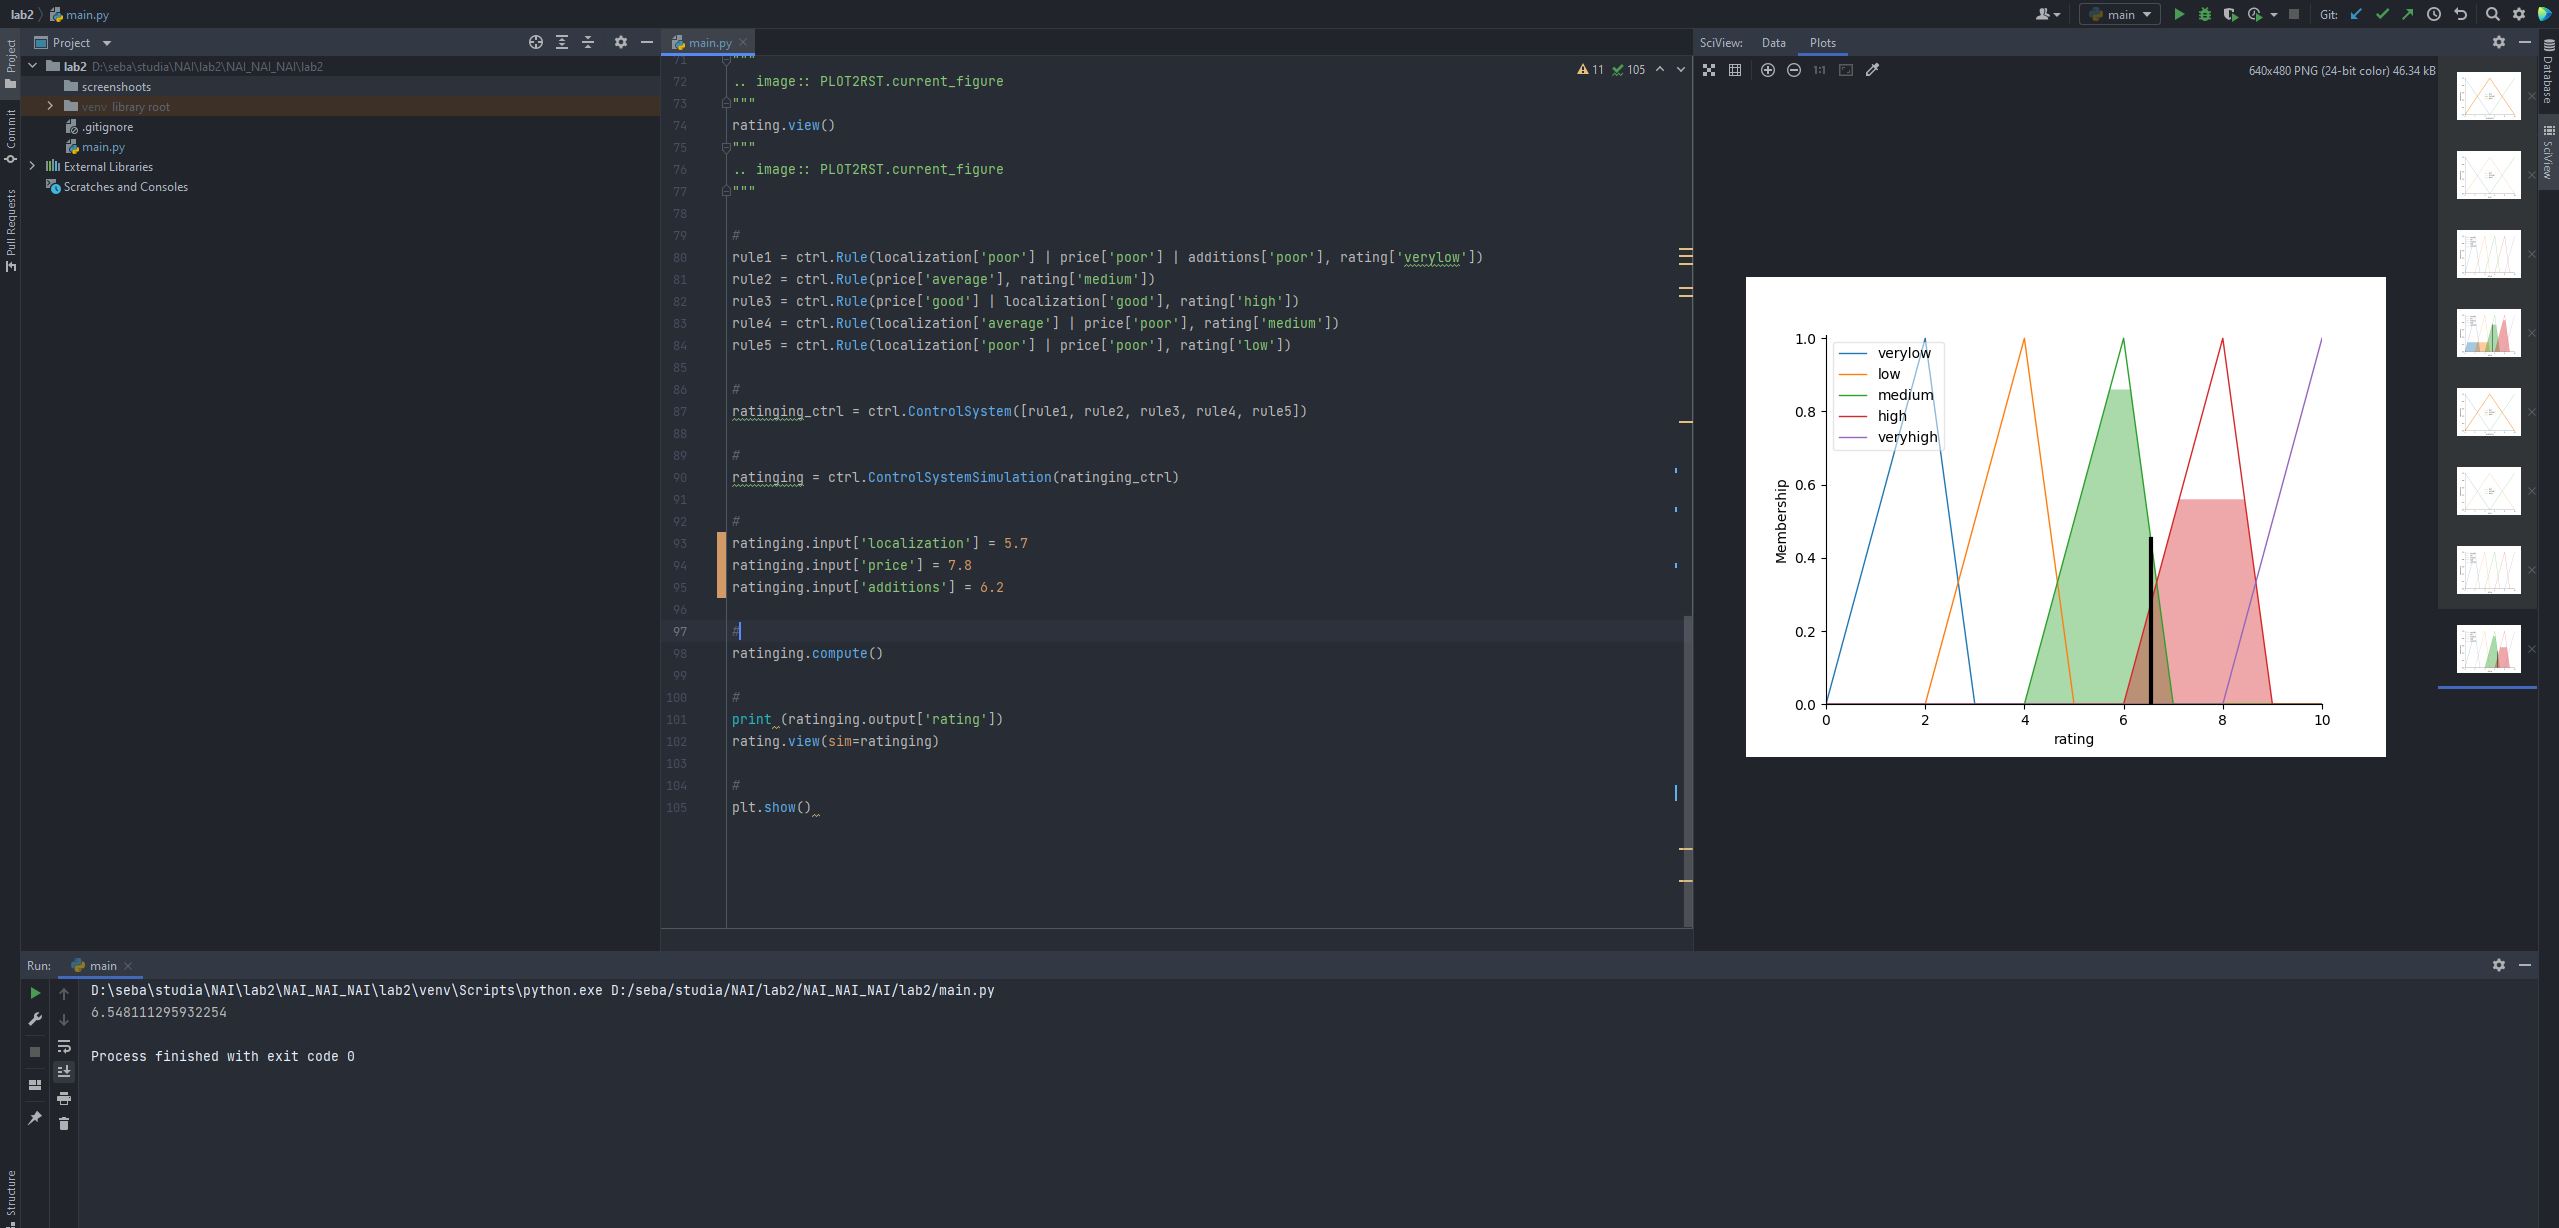 lab2 main.py
main Git:
Project
lab2 D:\seba\studia\NAI\lab2\NAI_NAI_NAI\lab2
screenshoots
venv library root
.gitignore
main.py
External Libraries
Scratches and Consoles
Project
Commit
Pull Requests
Structure
main.py
11 105
71 """
72 .. image:: PLOT2RST.current_figure
73 """
74 rating.view()
75 """
76 .. image:: PLOT2RST.current_figure
77 """
78
79 #
80 rule1 = ctrl.Rule(localization['poor'] | price['poor'] | additions['poor'], rating['verylow'])
81 rule2 = ctrl.Rule(price['average'], rating['medium'])
82 rule3 = ctrl.Rule(price['good'] | localization['good'], rating['high'])
83 rule4 = ctrl.Rule(localization['average'] | price['poor'], rating['medium'])
84 rule5 = ctrl.Rule(localization['poor'] | price['poor'], rating['low'])
85
86 #
87 ratinging_ctrl = ctrl.ControlSystem([rule1, rule2, rule3, rule4, rule5])
88
89 #
90 ratinging = ctrl.ControlSystemSimulation(ratinging_ctrl)
91
92 #
93 ratinging.input['localization'] = 5.7
94 ratinging.input['price'] = 7.8
95 ratinging.input['additions'] = 6.2
96
97 #
98 ratinging.compute()
99
100 #
101 print (ratinging.output['rating'])
102 rating.view(sim=ratinging)
103
104 #
105 plt.show()
SciView: Data Plots
1:1 640x480 PNG (24-bit color) 46.34 kB
verylow
low
medium
high
veryhigh
Membership
1.0
0.8
0.6
0.4
0.2
0.0
0 2 4 6 8 10
rating
Database
SciView
Run: main
D:\seba\studia\NAI\lab2\NAI_NAI_NAI\lab2\venv\Scripts\python.exe D:/seba/studia/NAI/lab2/NAI_NAI_NAI/lab2/main.py
6.548111295932254
Process finished with exit code 0